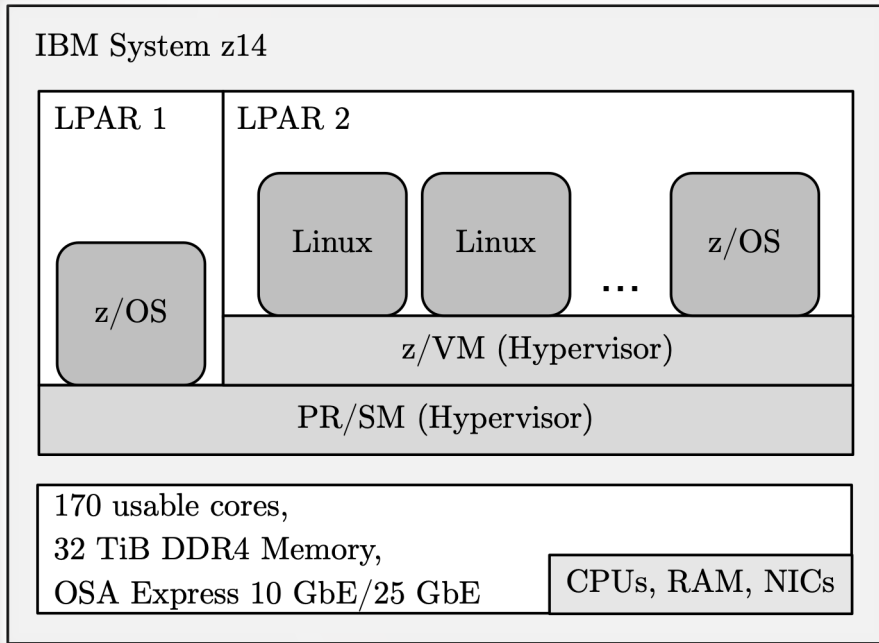 IBM System z14
LPAR 1
LPAR 2
z/OS
Linux
Linux
...
z/OS
z/VM (Hypervisor)
PR/SM (Hypervisor)
170 usable cores,
32 TiB DDR4 Memory,
OSA Express 10 GbE/25 GbE
CPUs, RAM, NICs